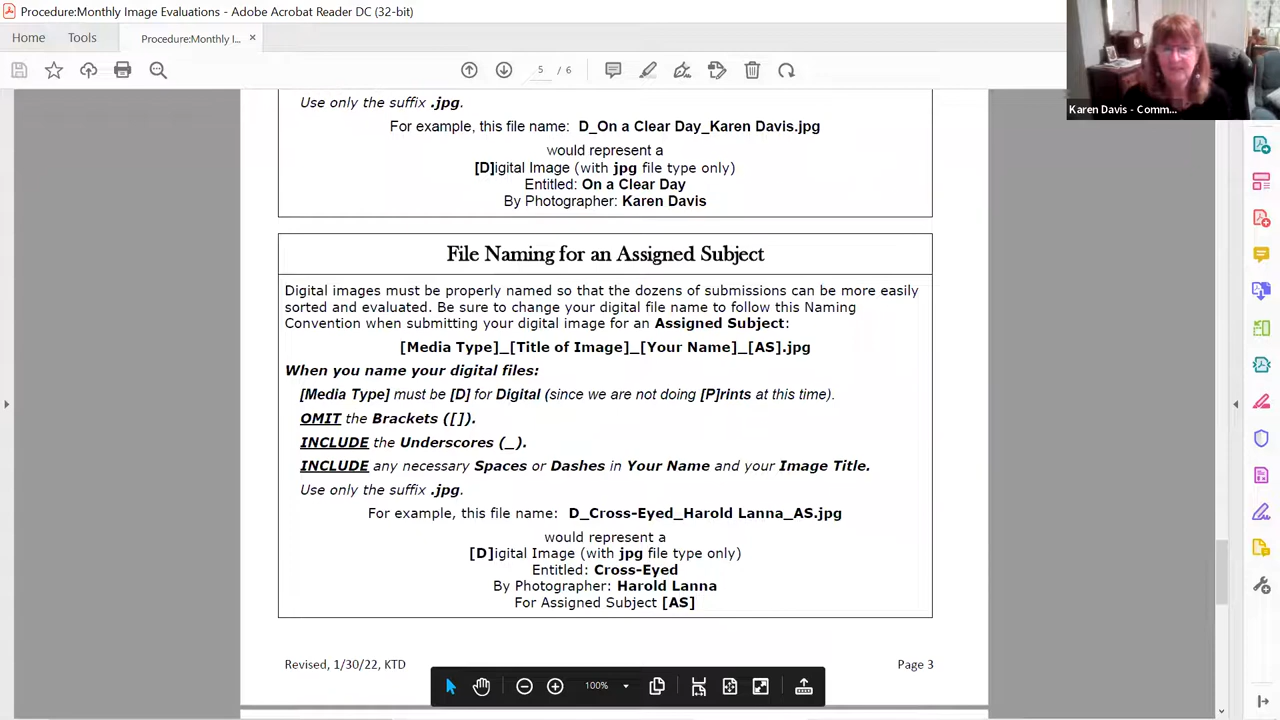 Procedure:Monthly Image Evaluations - Adobe Acrobat Reader DC (32-bit)
Home
Tools
Procedure:Monthly I...
5 / 6
Karen Davis - Comm...
Use only the suffix .jpg.
For example, this file name: D_On a Clear Day_Karen Davis.jpg
would represent a
[D]igital Image (with jpg file type only)
Entitled: On a Clear Day
By Photographer: Karen Davis
File Naming for an Assigned Subject
Digital images must be properly named so that the dozens of submissions can be more easily
sorted and evaluated. Be sure to change your digital file name to follow this Naming
Convention when submitting your digital image for an Assigned Subject:
[Media Type]_[Title of Image]_[Your Name]_[AS].jpg
When you name your digital files:
[Media Type] must be [D] for Digital (since we are not doing [P]rints at this time).
OMIT the Brackets ([]).
INCLUDE the Underscores (_).
INCLUDE any necessary Spaces or Dashes in Your Name and your Image Title.
Use only the suffix .jpg.
For example, this file name: D_Cross-Eyed_Harold Lanna_AS.jpg
would represent a
[D]igital Image (with jpg file type only)
Entitled: Cross-Eyed
By Photographer: Harold Lanna
For Assigned Subject [AS]
Revised, 1/30/22, KTD
Page 3
100%